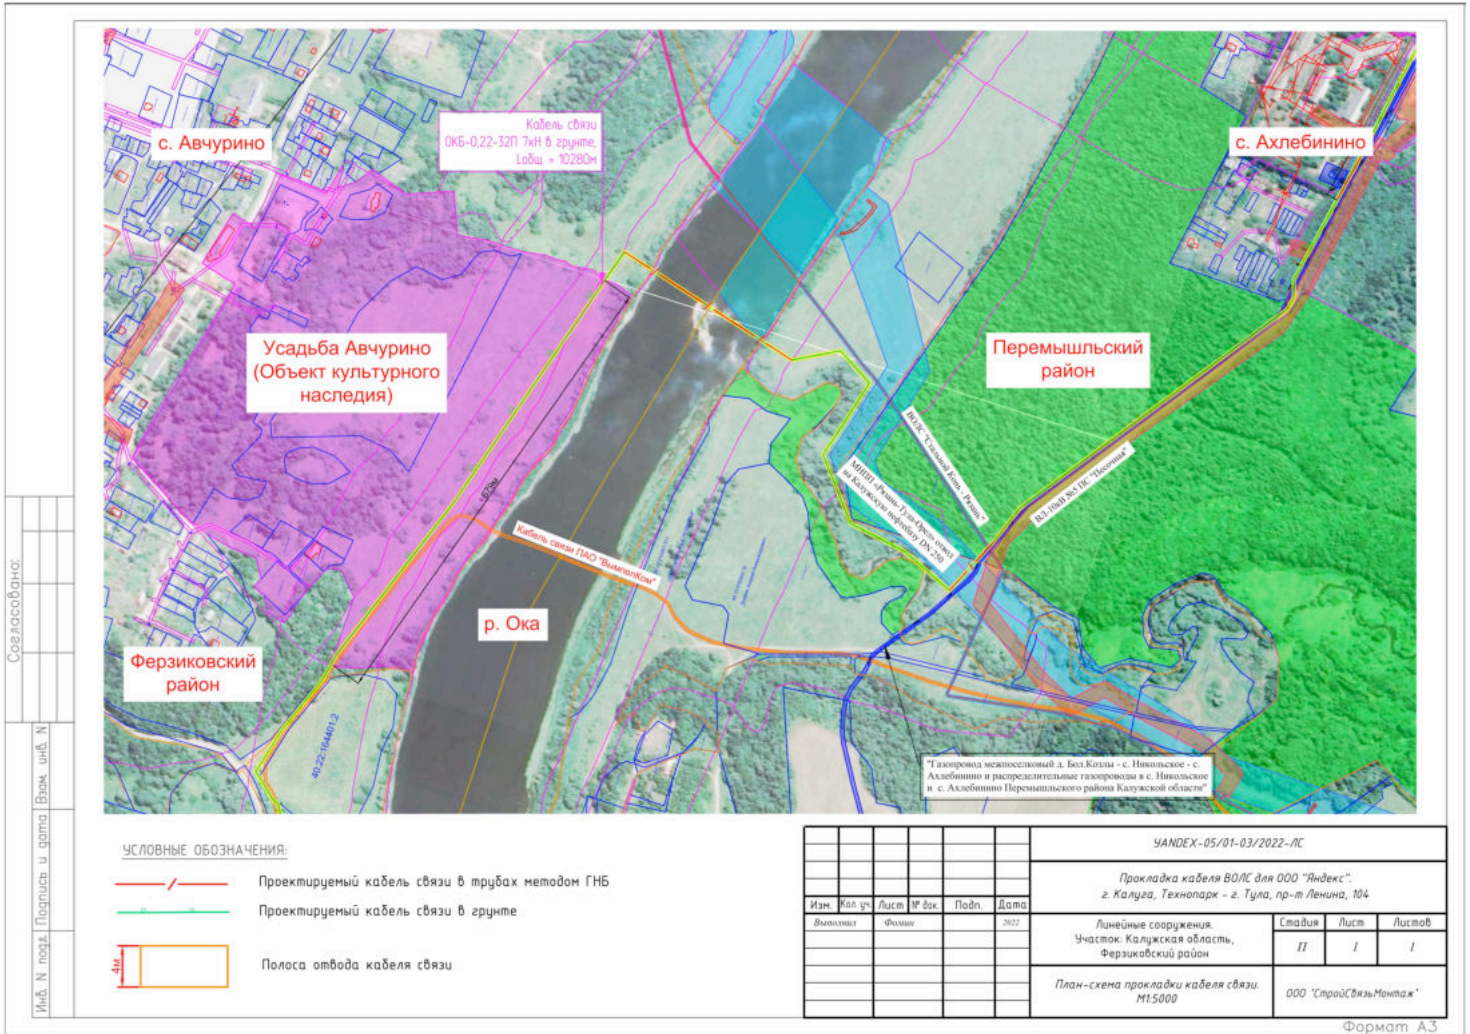 с. Авчурино
Кабель связи
ОКБ-0,22-32П 7кН в грунте,
Lобщ. = 10280м
с. Ахлебинино
Усадьба Авчурино
(Объект культурного
наследия)
Перемышльский
район
ВОЛС "Стальной Конь - Рязань"
МНПП «Рязань-Тула-Орел» отвод
на Калужскую нефтебазу DN 250
ВЛ-10кВ №5 ПС "Песочная"
679м
Кабель связи ПАО "ВымпелКом"
р. Ока
Ферзиковский
район
40:22:164401:2
"Газопровод межпоселковый д. Бол.Козлы - с. Никольское - с.
Ахлебинино и распределительные газопроводы в с. Никольское
и с. Ахлебинино Перемышльского района Калужской области"
Согласовано:
Взам. инв. N
Подпись и дата
Инв. N подл.
УСЛОВНЫЕ ОБОЗНАЧЕНИЯ:
Проектируемый кабель связи в трубах методом ГНБ
Проектируемый кабель связи в грунте
4м
Полоса отвода кабеля связи
YANDEX-05/01-03/2022-ЛС
Прокладка кабеля ВОЛС для ООО "Яндекс".
г. Калуга, Технопарк - г. Тула, пр-т Ленина, 104
Изм. Кол.уч. Лист № док. Подп. Дата
Выполнил Фомин 2022
Линейные сооружения.
Участок: Калужская область,
Ферзиковский район
Стадия Лист Листов
П 1 1
План-схема прокладки кабеля связи.
М1:5000
ООО "СтройСвязьМонтаж"
Формат А3